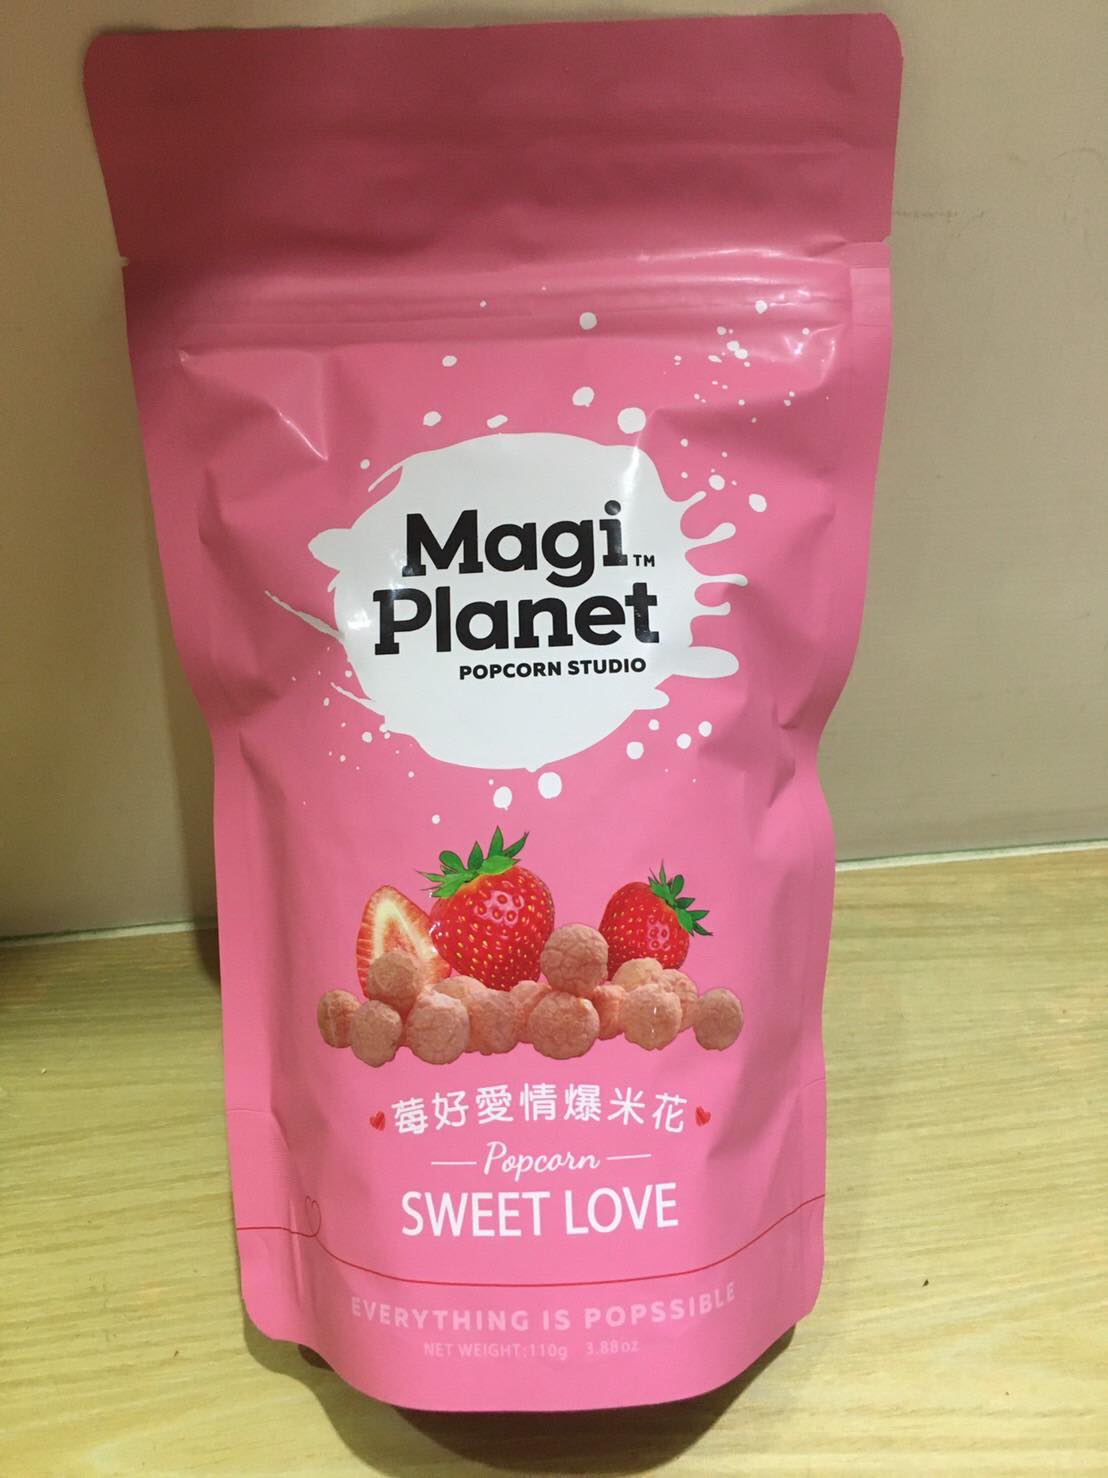 Magi™
Planet
POPCORN STUDIO
莓好愛情爆米花
Popcorn
SWEET LOVE
EVERYTHING IS POPSSIBLE
NET WEIGHT:110g 3.88oz